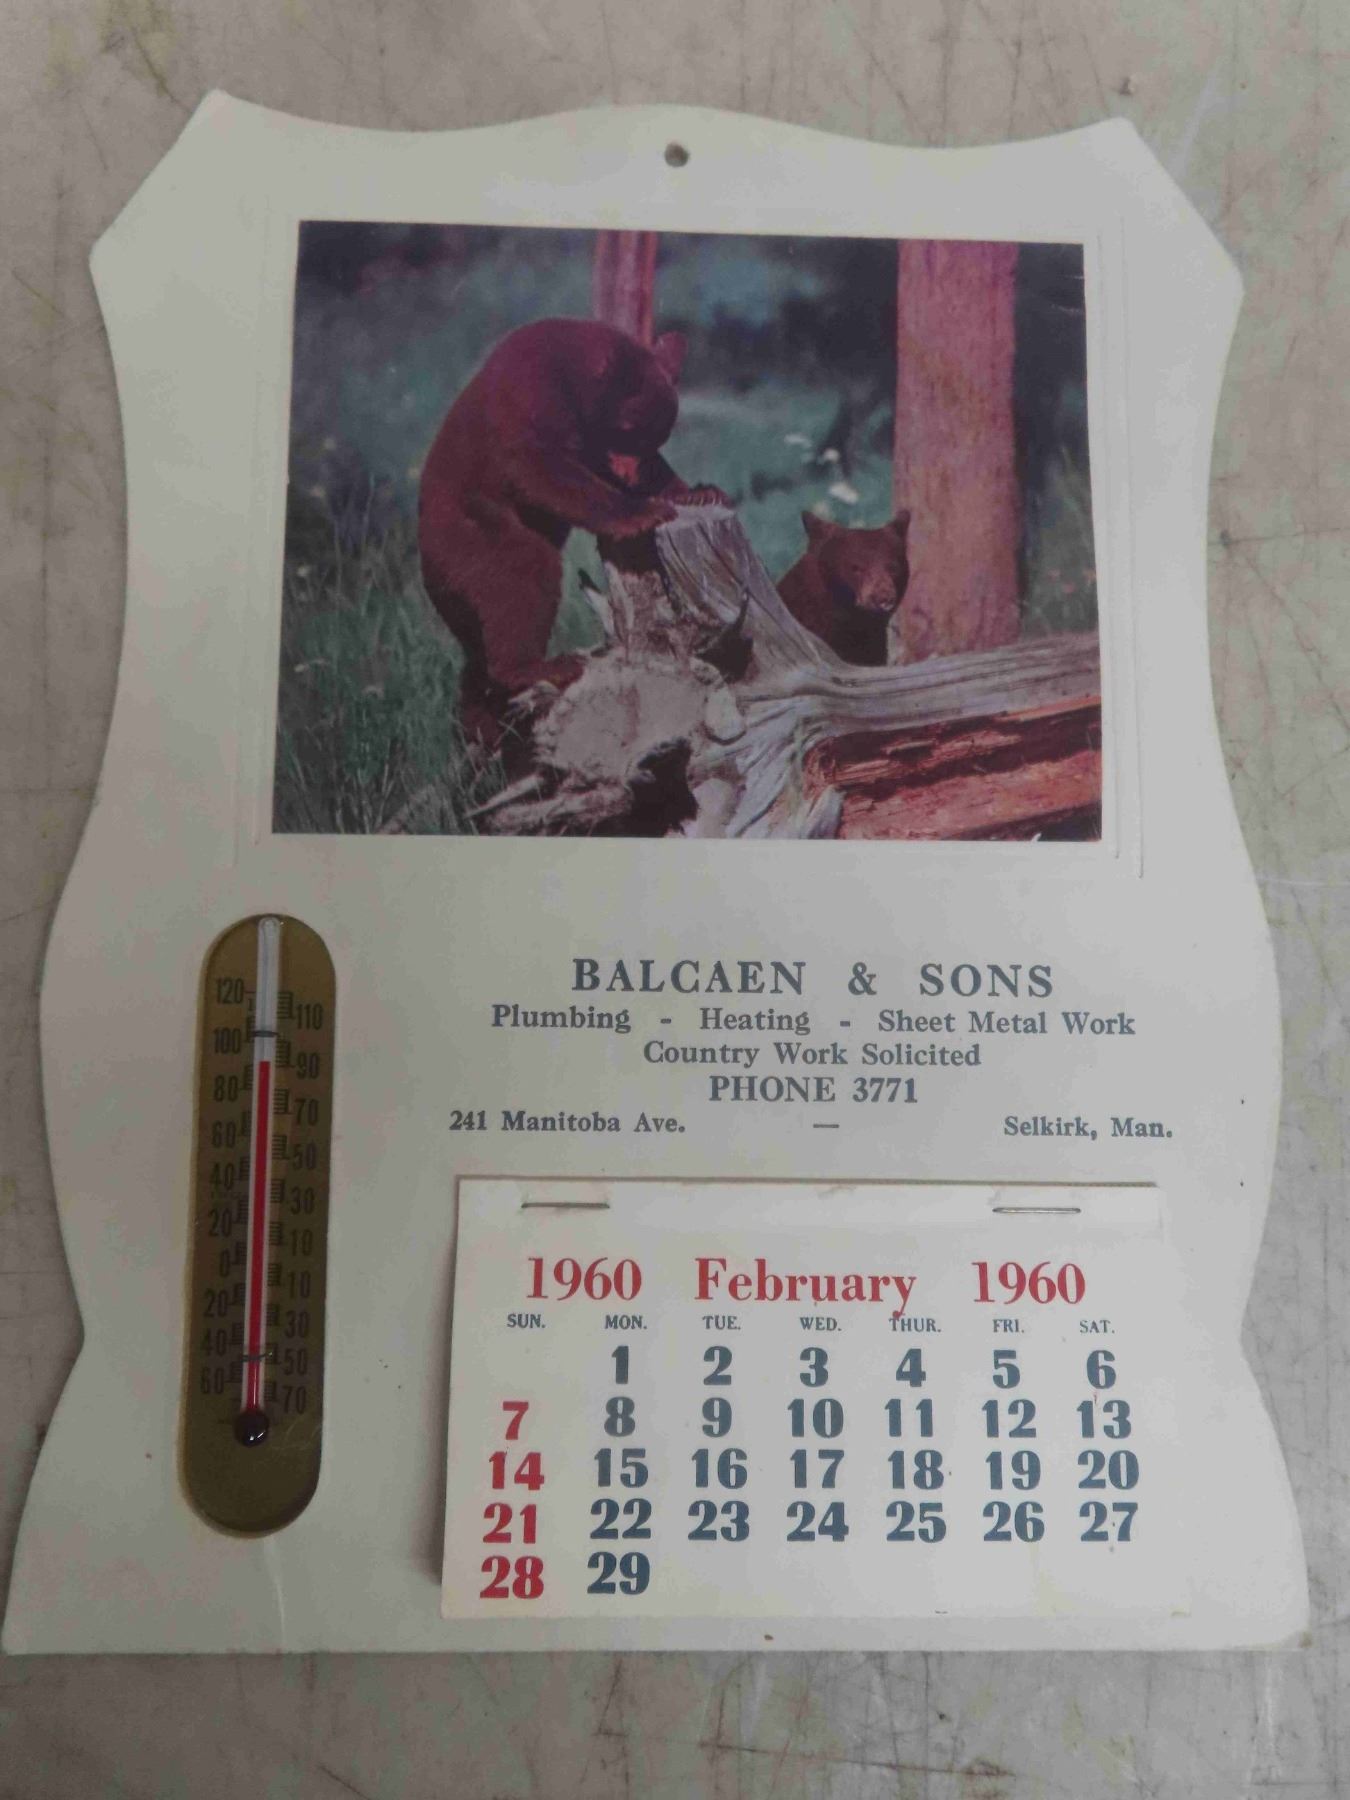 BALCAEN & SONS
Plumbing - Heating - Sheet Metal Work
Country Work Solicited
PHONE 3771
241 Manitoba Ave. — Selkirk, Man.
120
110
100
90
80
70
60
50
40
30
20
10
0
10
20
30
40
50
60
70
1960 February 1960
SUN. MON. TUE. WED. THUR. FRI. SAT.
1 2 3 4 5 6
7 8 9 10 11 12 13
14 15 16 17 18 19 20
21 22 23 24 25 26 27
28 29